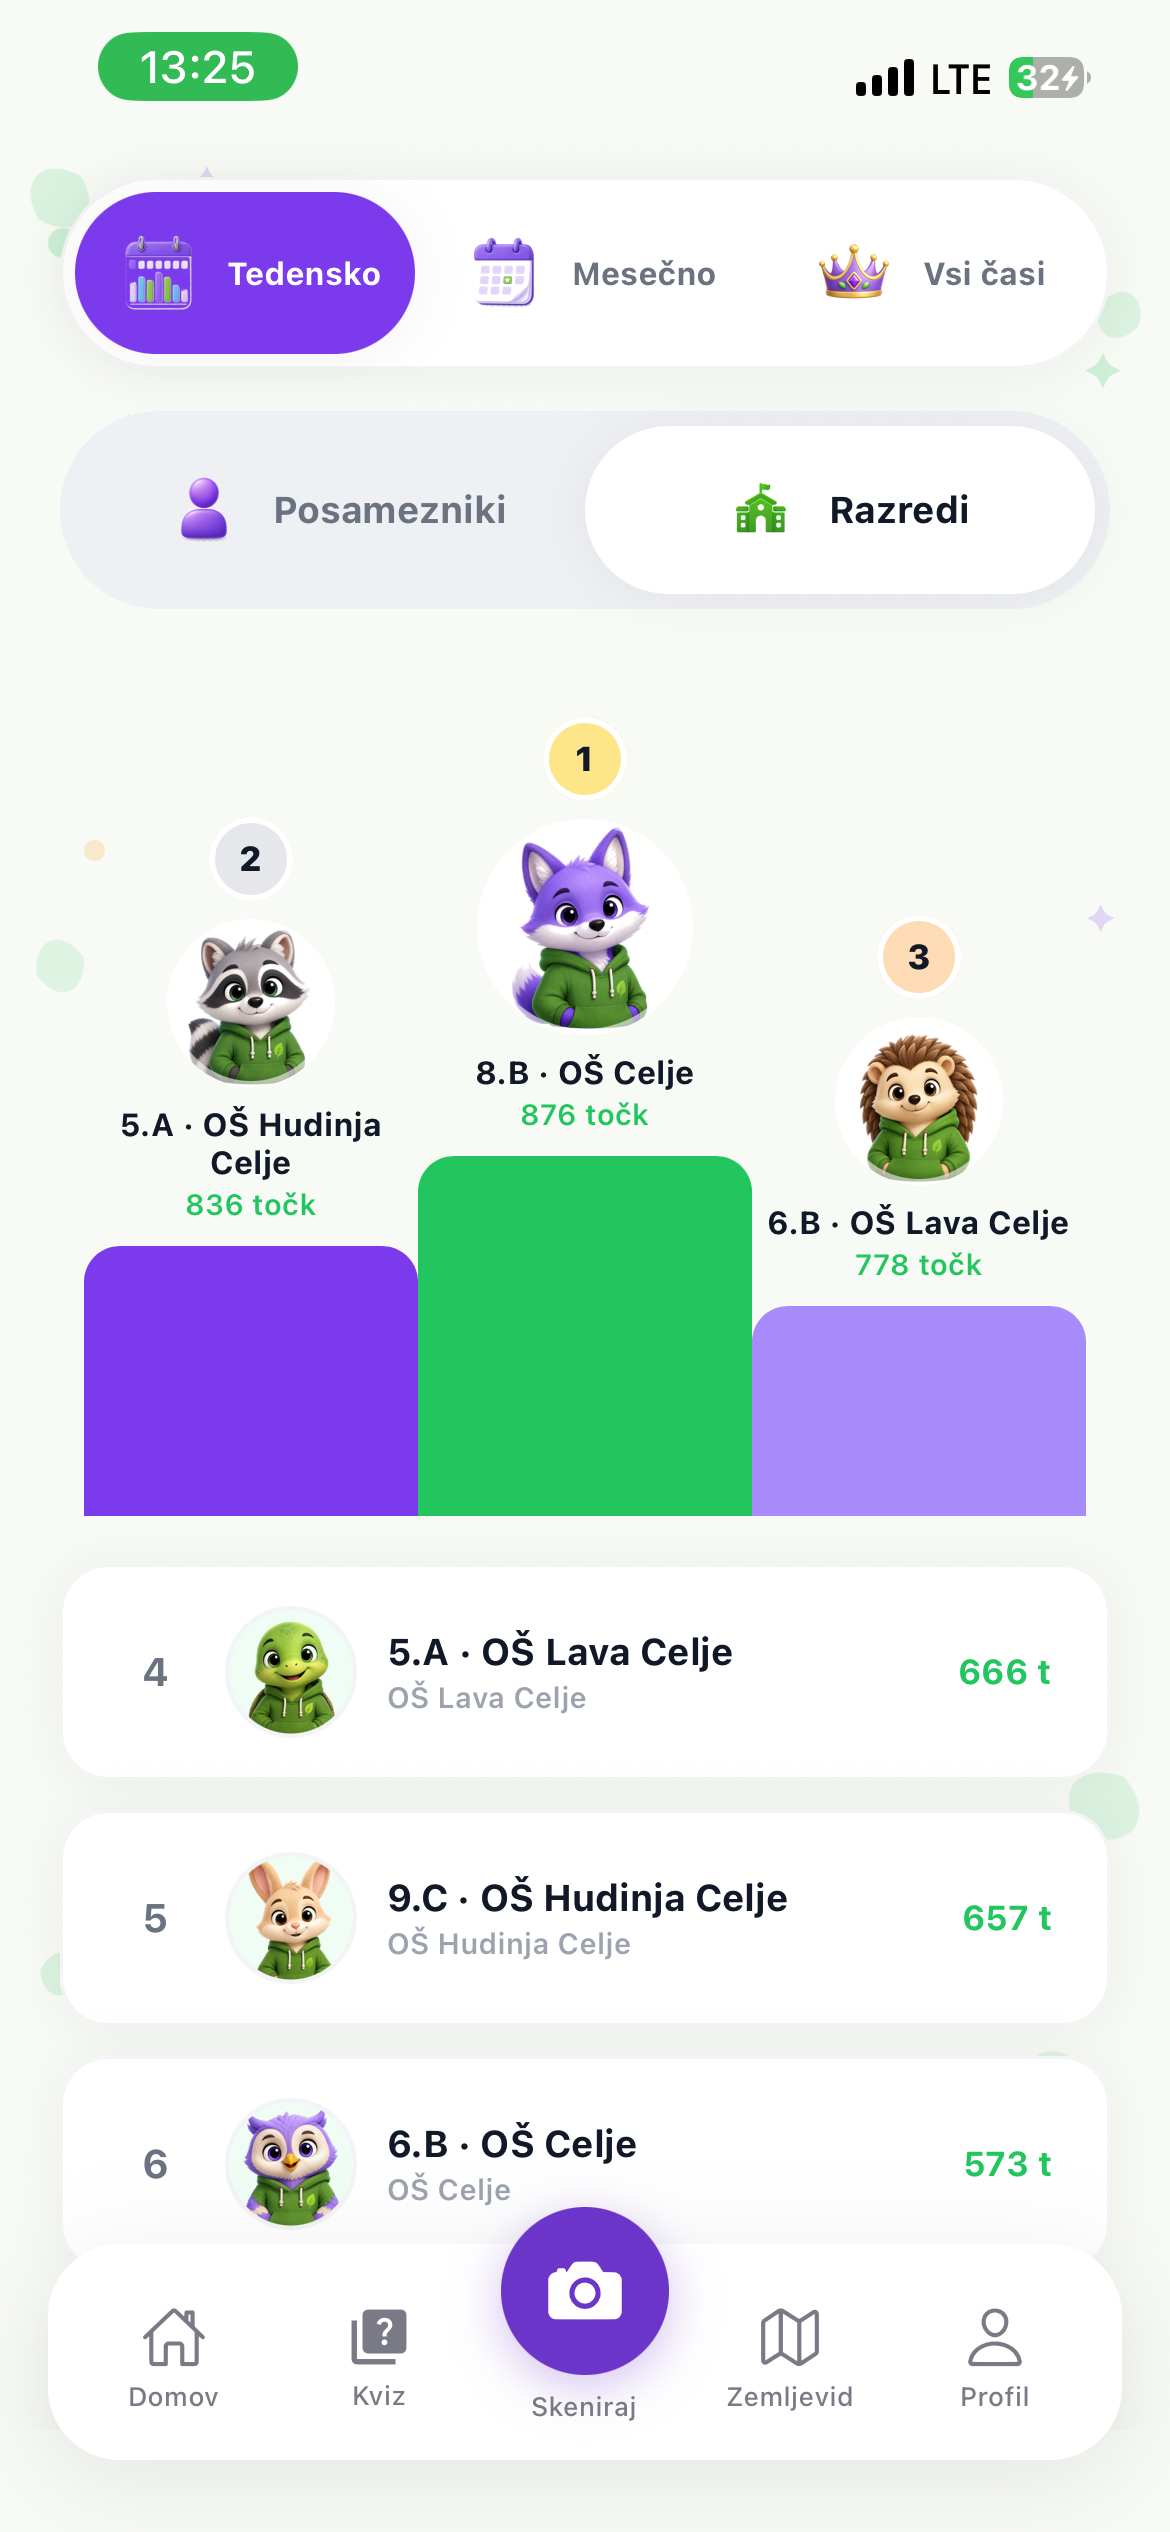 13:25
LTE
32
Tedensko
Mesečno
Vsi časi
Posamezniki
Razredi
1
2
3
8.B · OŠ Celje
876 točk
5.A · OŠ Hudinja
Celje
836 točk
6.B · OŠ Lava Celje
778 točk
4
5.A · OŠ Lava Celje
OŠ Lava Celje
666 t
5
9.C · OŠ Hudinja Celje
OŠ Hudinja Celje
657 t
6
6.B · OŠ Celje
OŠ Celje
573 t
?
Domov
Kviz
Skeniraj
Zemljevid
Profil